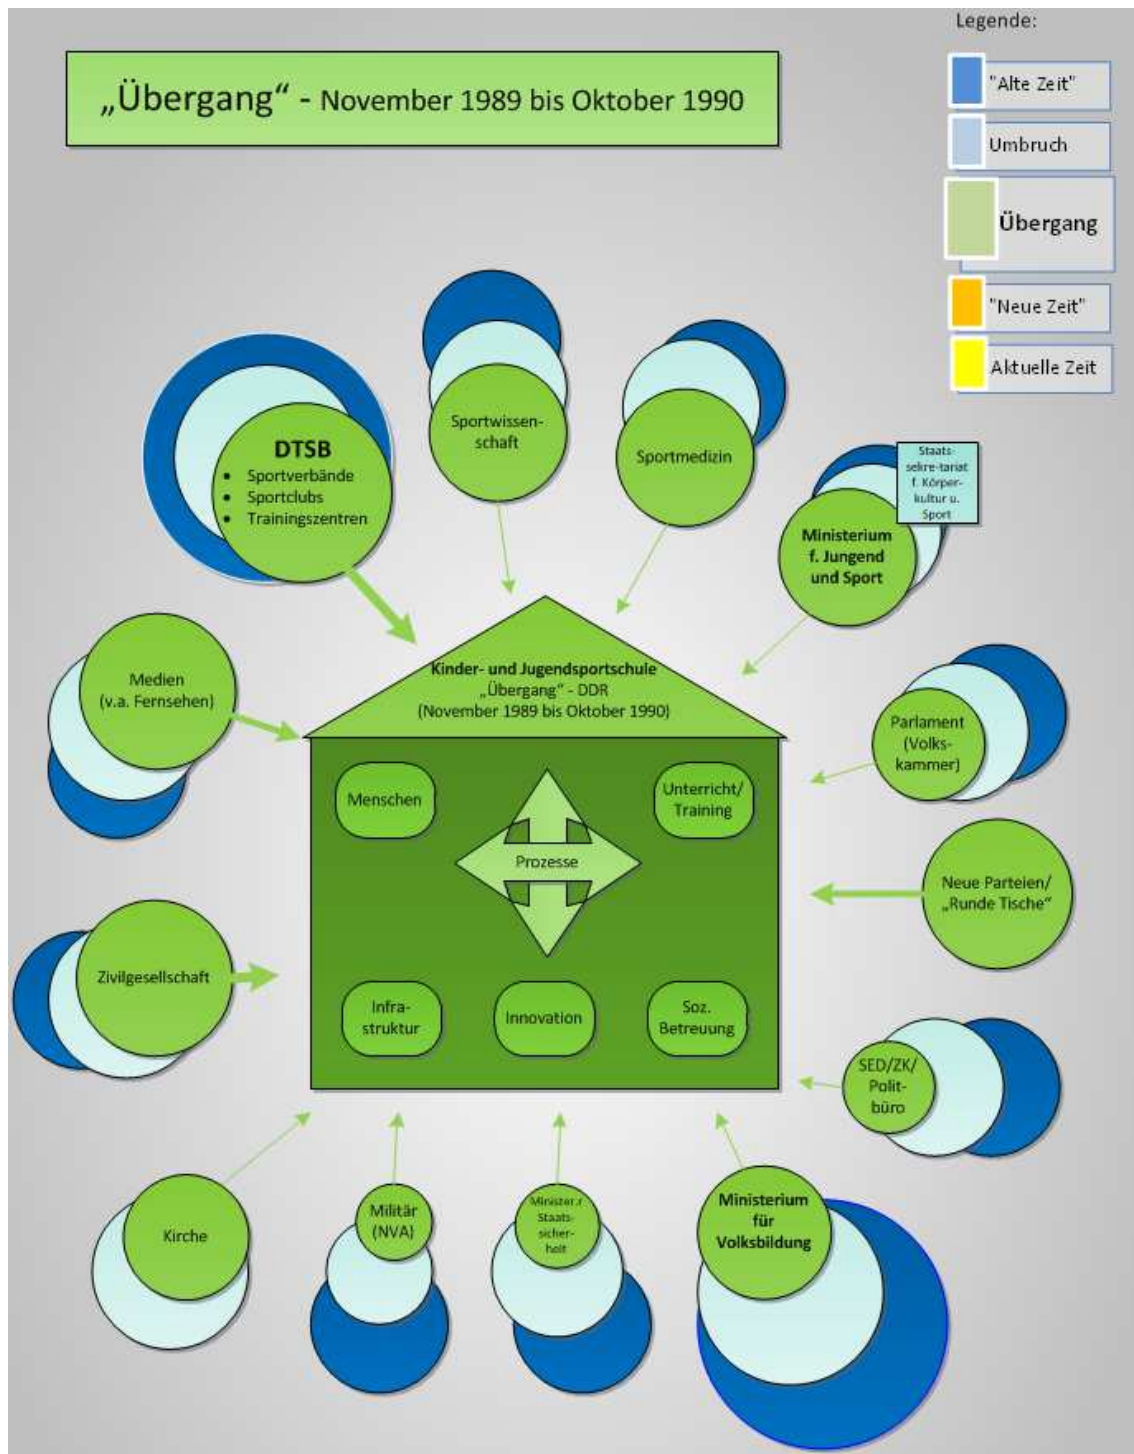 Legende:
„Übergang“ - November 1989 bis Oktober 1990
"Alte Zeit"
Umbruch
Übergang
"Neue Zeit"
Aktuelle Zeit
DTSB
• Sportverbände
• Sportclubs
• Trainingszentren
Sportwissen-
schaft
Sportmedizin
Staats-
sekre-tariat
f. Körper-
kultur u.
Sport
Ministerium
f. Jungend
und Sport
Medien
(v.a. Fernsehen)
Kinder- und Jugendsportschule
„Übergang“ - DDR
(November 1989 bis Oktober 1990)
Parlament
(Volks-
kammer)
Menschen
Unterricht/
Training
Prozesse
Neue Parteien/
„Runde Tische“
Zivilgesellschaft
Infra-
struktur
Innovation
Soz.
Betreuung
SED/ZK/
Polit-
büro
Kirche
Militär
(NVA)
Staats-
sicher-
heit
Ministerium
für
Volksbildung